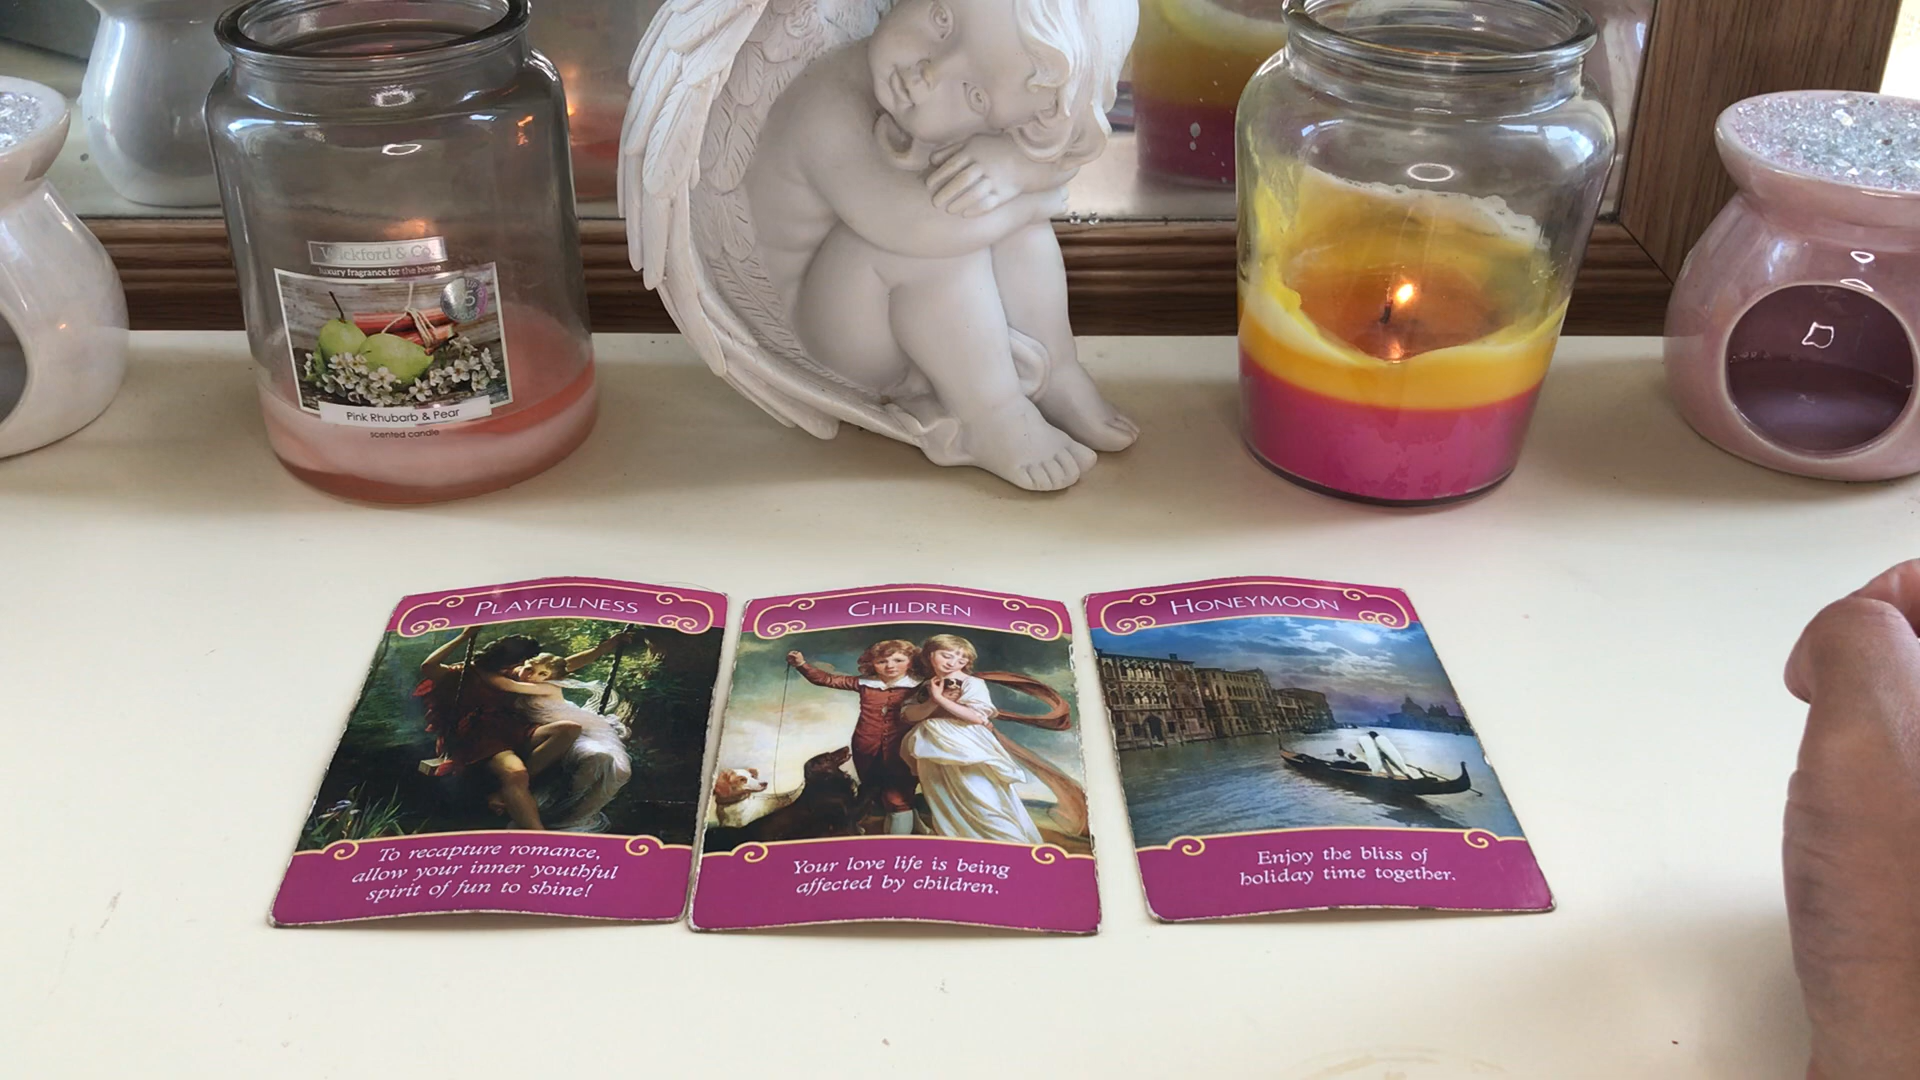 Wickford & Co.
luxury fragrance for the home
Pink Rhubarb & Pear
scented candle
PLAYFULNESS
To recapture romance,
allow your inner youthful
spirit of fun to shine!
CHILDREN
Your love life is being
affected by children.
HONEYMOON
Enjoy the bliss of
holiday time together.